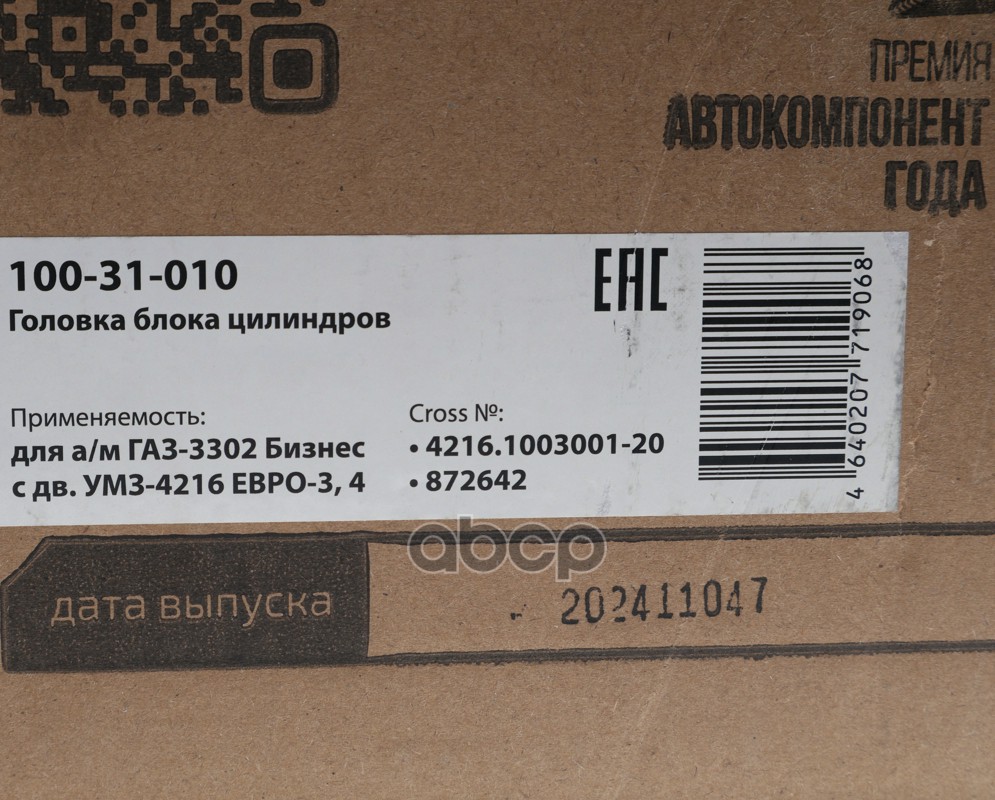 ПРЕМИЯ
АВТОКОМПОНЕНТ
ГОДА
100-31-010
Головка блока цилиндров
EAC
Применяемость:
для а/м ГАЗ-3302 Бизнес
с дв. УМЗ-4216 ЕВРО-3, 4
Cross №:
• 4216.1003001-20
• 872642
4 640207 719068
abcp
дата выпуска
202411047